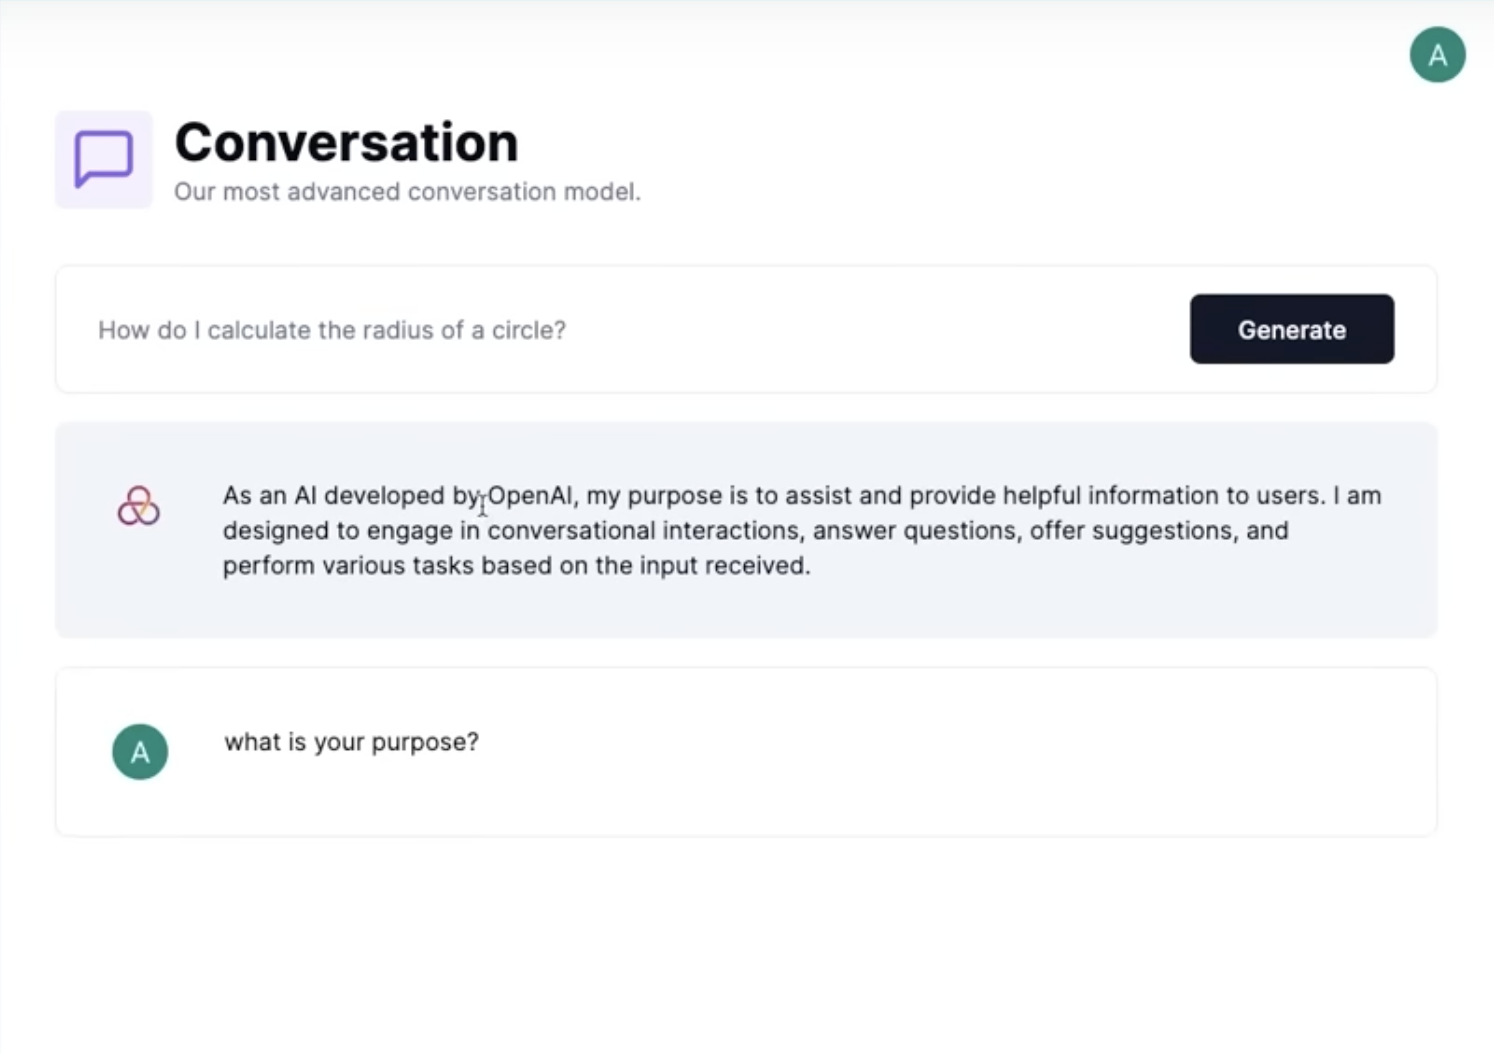 A
Conversation
Our most advanced conversation model.
How do I calculate the radius of a circle?
Generate
As an AI developed by OpenAI, my purpose is to assist and provide helpful information to users. I am
designed to engage in conversational interactions, answer questions, offer suggestions, and
perform various tasks based on the input received.
A
what is your purpose?